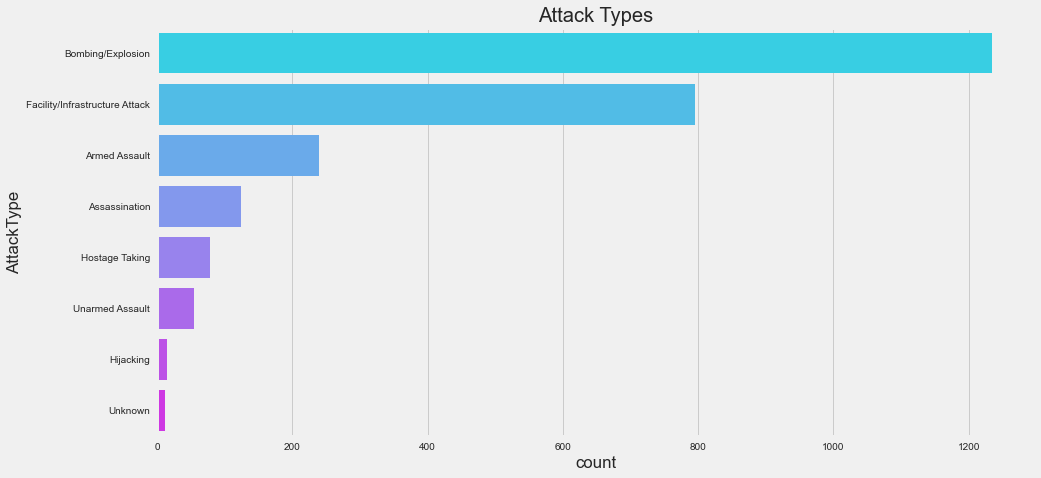 Attack Types
AttackType
Bombing/Explosion
Facility/Infrastructure Attack
Armed Assault
Assassination
Hostage Taking
Unarmed Assault
Hijacking
Unknown
0 200 400 600 800 1000 1200
count